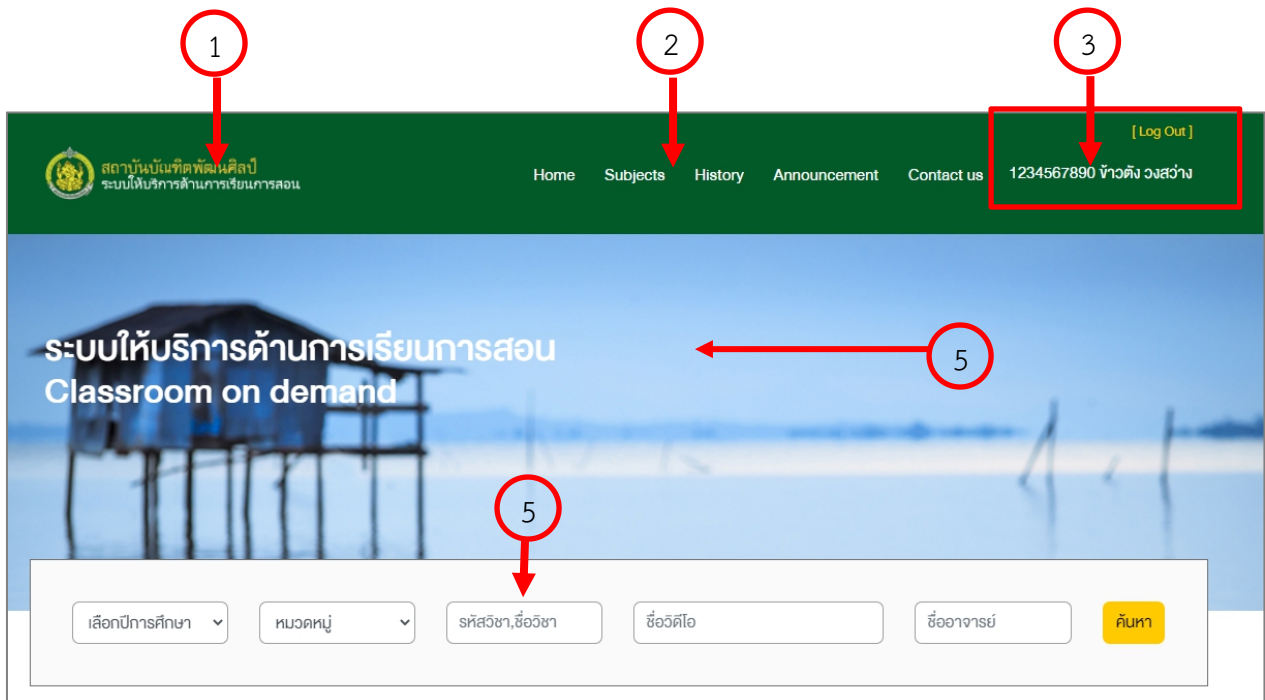 1
2
3
[ Log Out ]
สถาบันบัณฑิตพัฒนศิลป์
ระบบให้บริการด้านการเรียนการสอน
Home Subjects History Announcement Contact us 1234567890 ข้าวตัง วงสว่าง
ระบบให้บริการด้านการเรียนการสอน
5
Classroom on demand
5
เลือกปีการศึกษา หมวดหมู่ รหัสวิชา,ชื่อวิชา ชื่อวิดีโอ ชื่ออาจารย์ ค้นหา